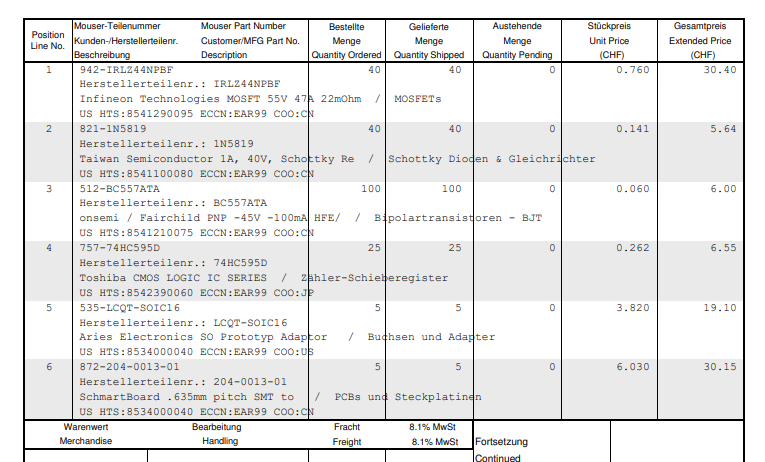 Position Mouser-Teilenummer Mouser Part Number Bestellte Gelieferte Austehende Stückpreis Gesamtpreis
Line No. Kunden-/Herstellerteilenr. Customer/MFG Part No. Menge Menge Menge Unit Price Extended Price
Beschreibung Description Quantity Ordered Quantity Shipped Quantity Pending (CHF) (CHF)
1 942-IRLZ44NPBF 40 40 0 0.760 30.40
Herstellerteilenr.: IRLZ44NPBF
Infineon Technologies MOSFT 55V 47A 22mOhm / MOSFETs
US HTS:8541290095 ECCN:EAR99 COO:CN
2 821-1N5819 40 40 0 0.141 5.64
Herstellerteilenr.: 1N5819
Taiwan Semiconductor 1A, 40V, Schottky Re / Schottky Dioden & Gleichrichter
US HTS:8541100080 ECCN:EAR99 COO:CN
3 512-BC557ATA 100 100 0 0.060 6.00
Herstellerteilenr.: BC557ATA
onsemi / Fairchild PNP -45V -100mA HFE/ / Bipolartransistoren - BJT
US HTS:8541210075 ECCN:EAR99 COO:CN
4 757-74HC595D 25 25 0 0.262 6.55
Herstellerteilenr.: 74HC595D
Toshiba CMOS LOGIC IC SERIES / Zähler-Schieberegister
US HTS:8542390060 ECCN:EAR99 COO:JP
5 535-LCQT-SOIC16 5 5 0 3.820 19.10
Herstellerteilenr.: LCQT-SOIC16
Aries Electronics SO Prototyp Adaptor / Buchsen und Adapter
US HTS:8534000040 ECCN:EAR99 COO:US
6 872-204-0013-01 5 5 0 6.030 30.15
Herstellerteilenr.: 204-0013-01
SchmartBoard .635mm pitch SMT to / PCBs und Steckplatinen
US HTS:8534000040 ECCN:EAR99 COO:CN
Warenwert Bearbeitung Fracht 8.1% MwSt
Merchandise Handling Freight 8.1% MwSt Fortsetzung
Continued